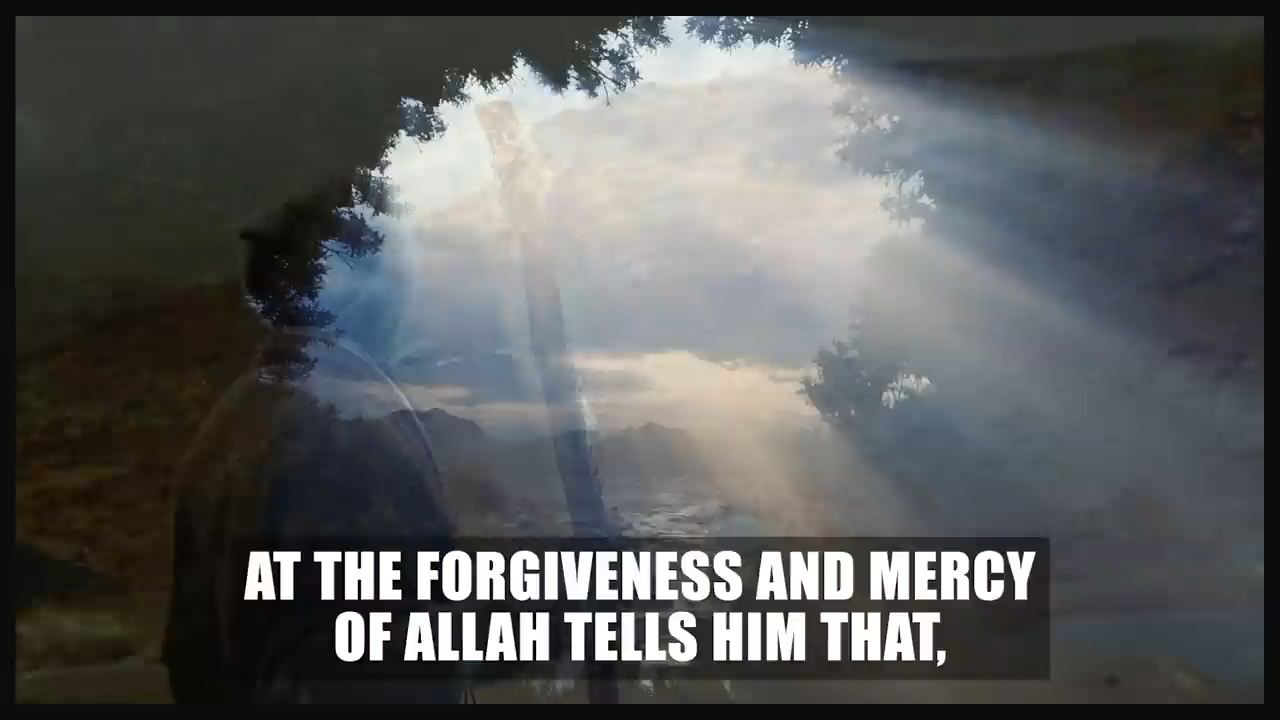 AT THE FORGIVENESS AND MERCY
OF ALLAH TELLS HIM THAT,